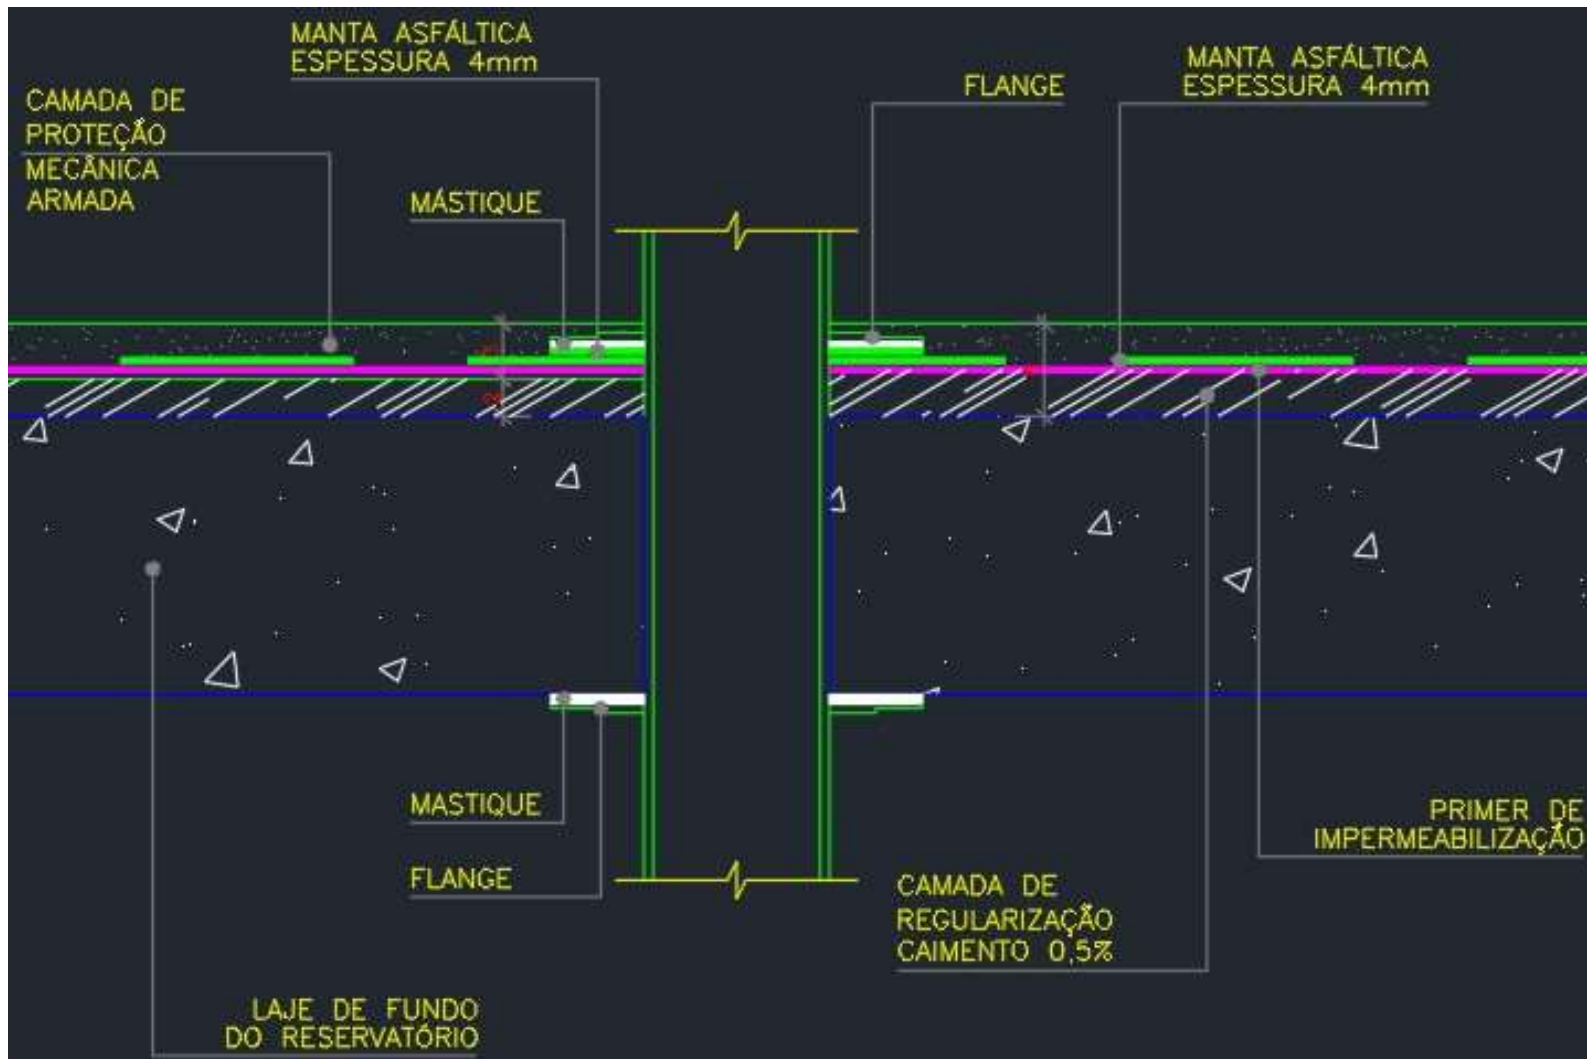 MANTA ASFÁLTICA
ESPESSURA 4mm
CAMADA DE
PROTEÇÃO
MECÂNICA
ARMADA
MÁSTIQUE
FLANGE
MANTA ASFÁLTICA
ESPESSURA 4mm
MASTIQUE
FLANGE
LAJE DE FUNDO
DO RESERVATÓRIO
CAMADA DE
REGULARIZAÇÃO
CAIMENTO 0,5%
PRIMER DE
IMPERMEABILIZAÇÃO